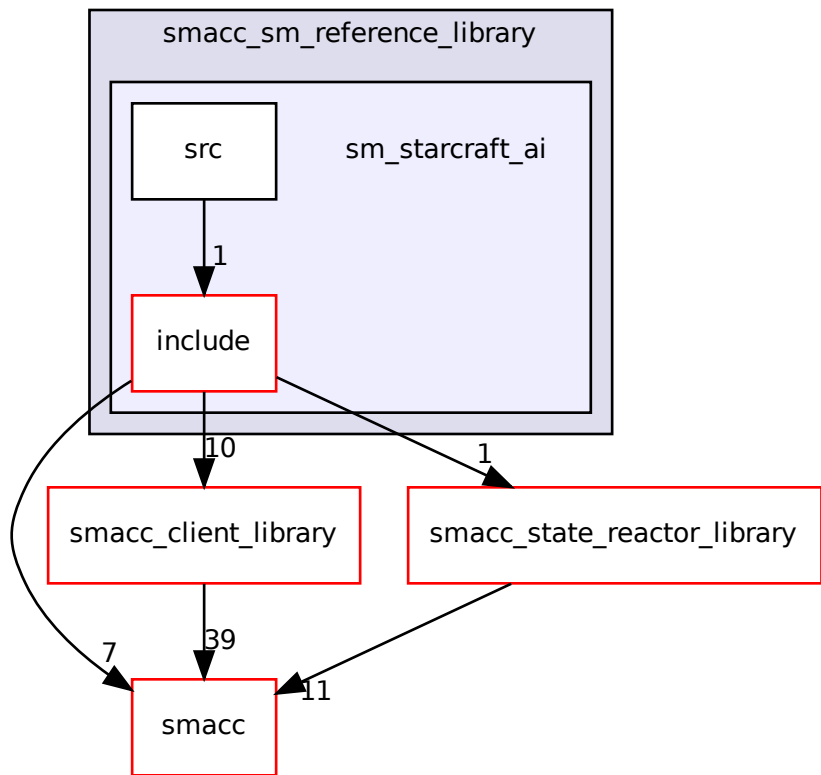 smacc_sm_reference_library
src
sm_starcraft_ai
1
include
10
1
smacc_client_library
smacc_state_reactor_library
7
39
11
smacc